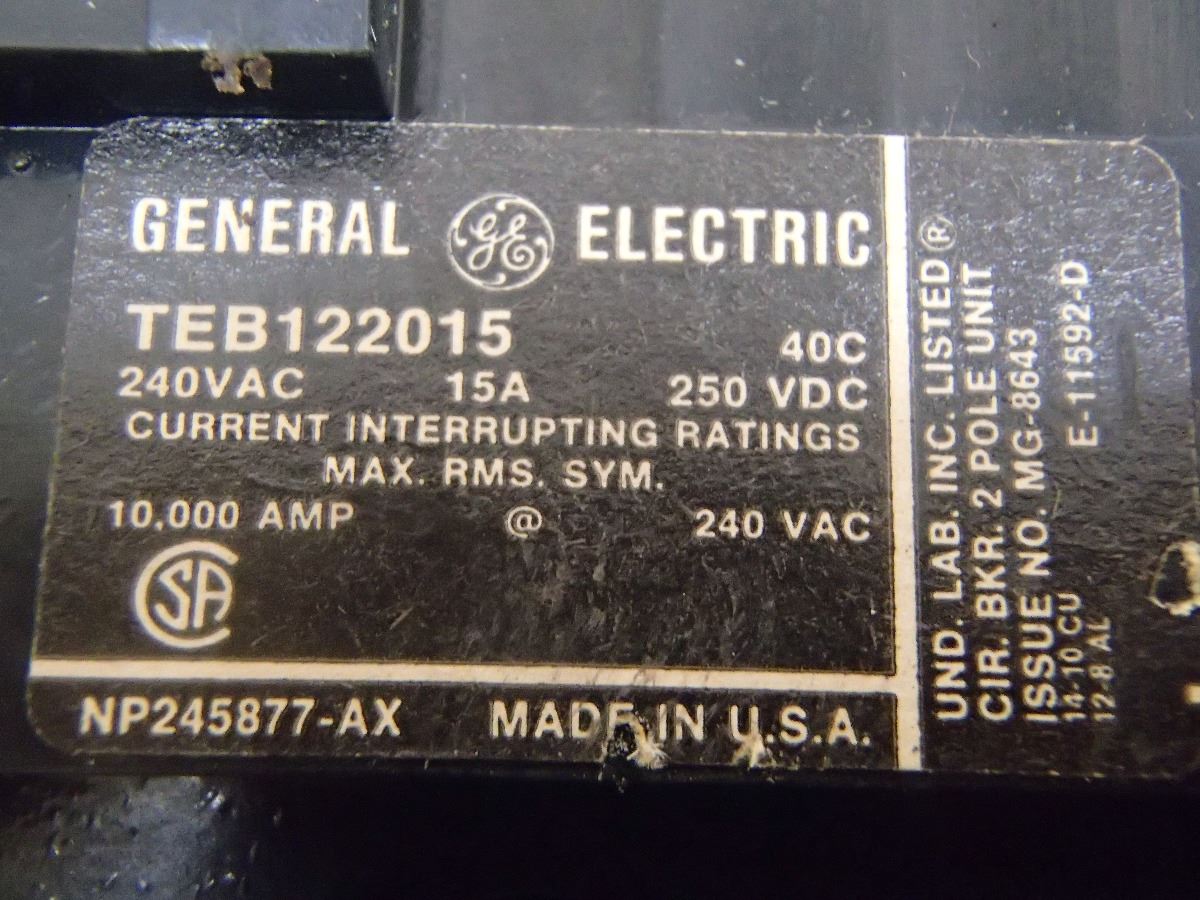 GENERAL GE ELECTRIC
TEB122015 40C
240VAC 15A 250 VDC
CURRENT INTERRUPTING RATINGS
MAX. RMS. SYM.
10,000 AMP @ 240 VAC
CSA
NP245877-AX MADE IN U.S.A.
UND. LAB. INC. LISTED®
CIR. BKR. 2 POLE UNIT
ISSUE NO. MG-8643
14-10 CU E-11592-D
12-8 AL